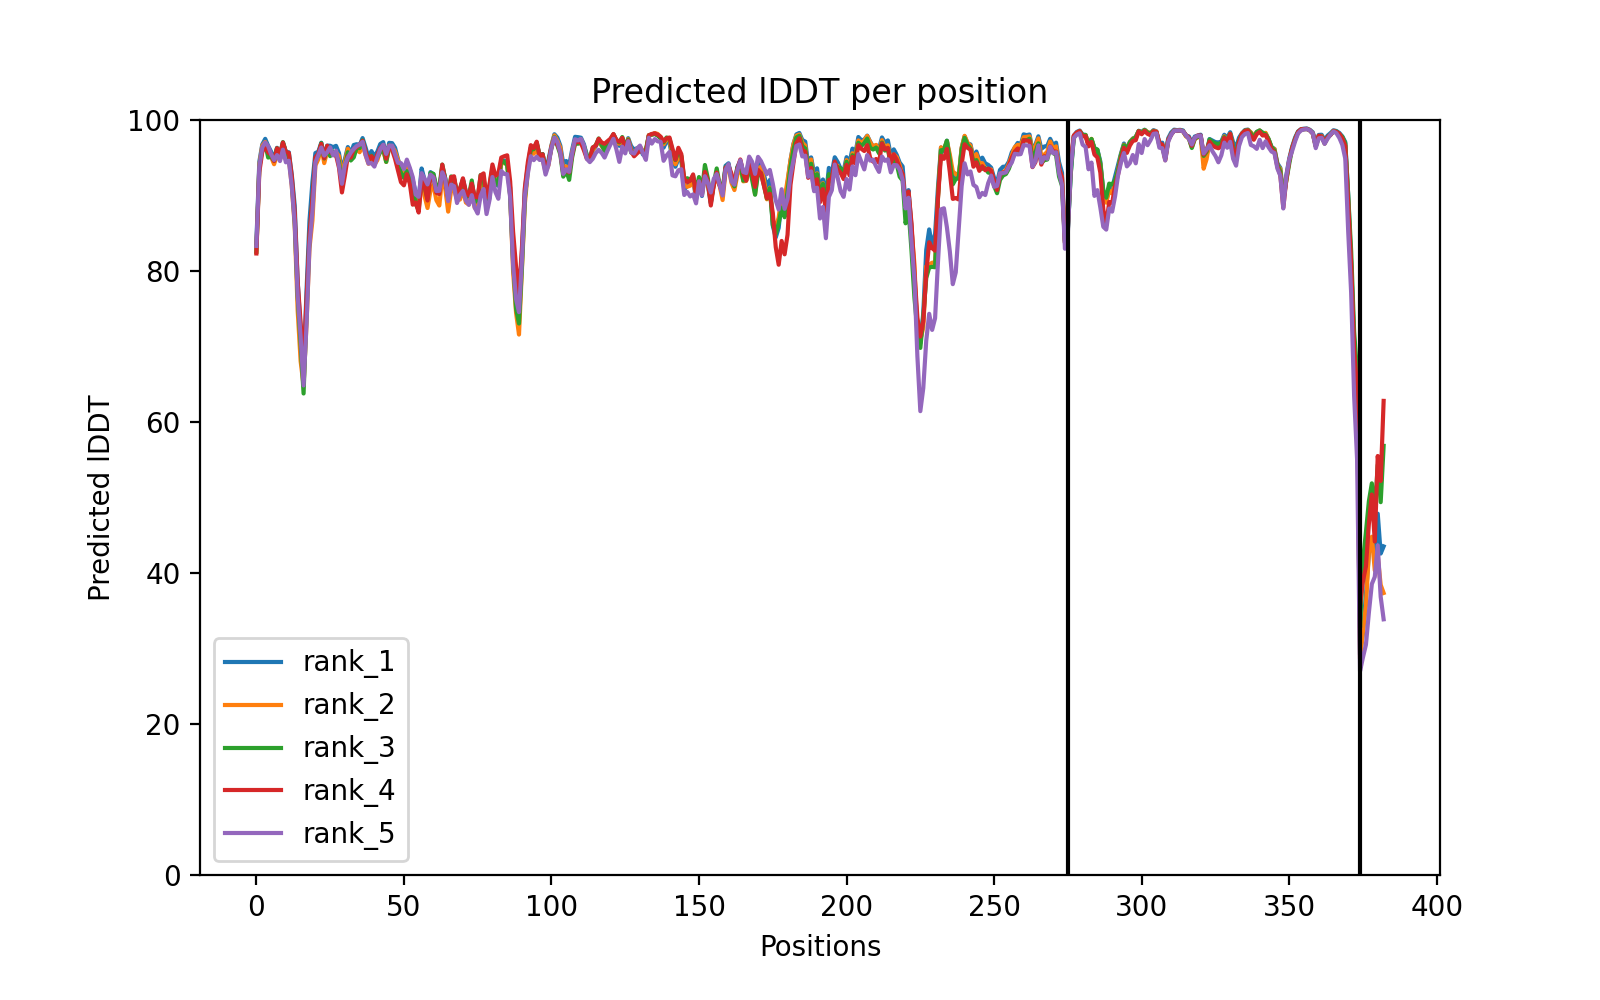 Predicted lDDT per position
100
80
60
40
20
0
Predicted lDDT
rank_1
rank_2
rank_3
rank_4
rank_5
0 50 100 150 200 250 300 350 400
Positions